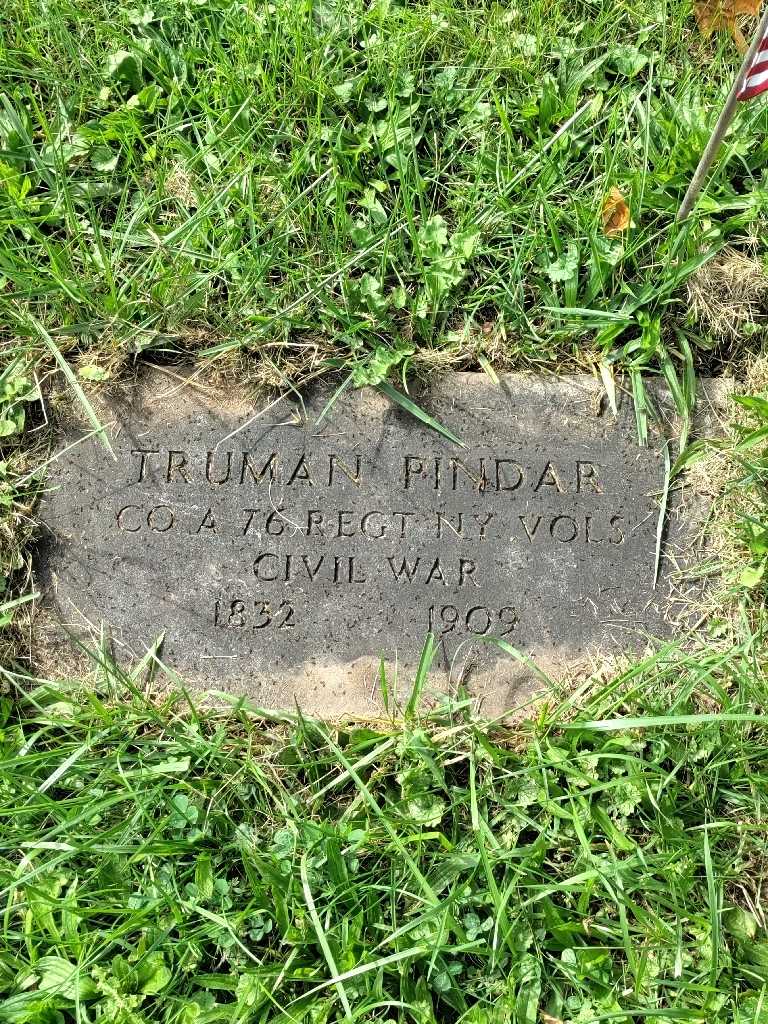 TRUMAN PINDAR
CO A 76 REGT NY VOLS
CIVIL WAR
1832 1909